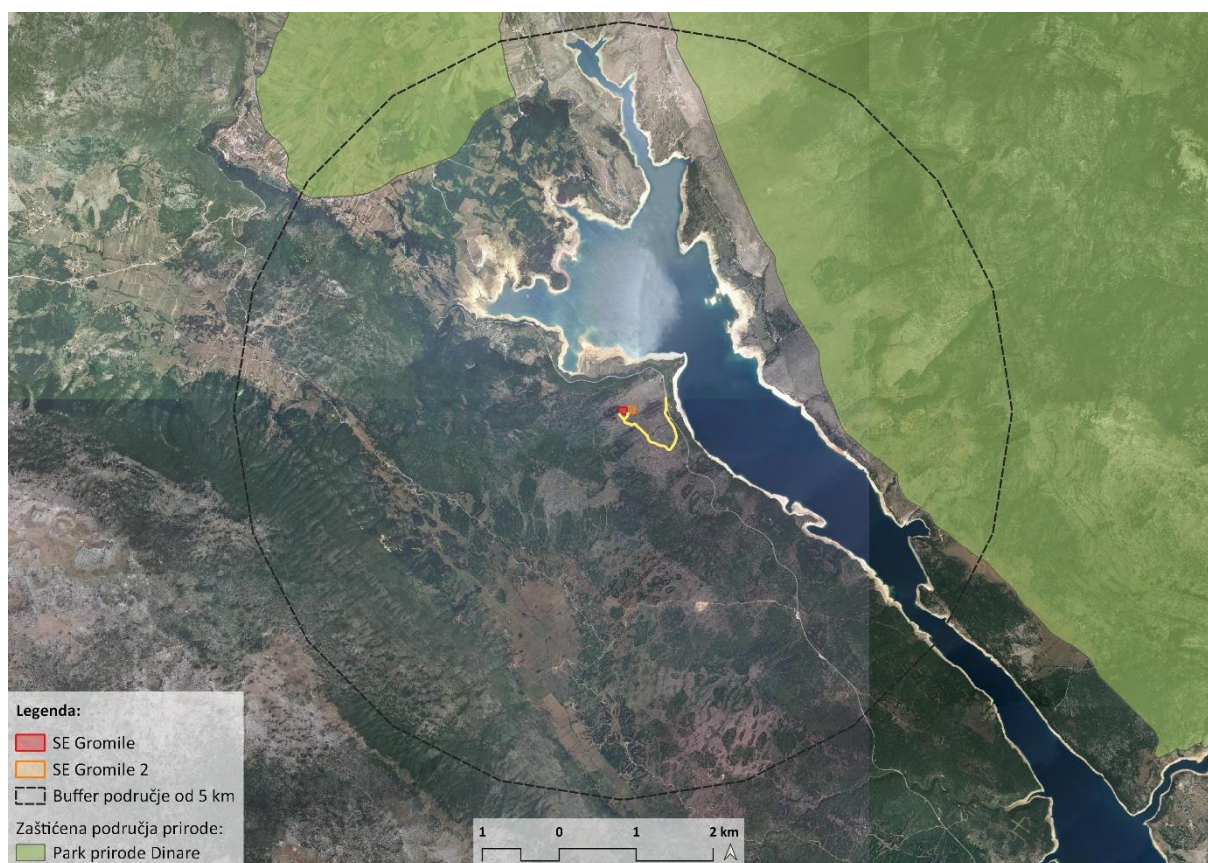 Legenda:
SE Gromile
SE Gromile 2
Buffer područje od 5 km
Zaštićena područja prirode:
Park prirode Dinare
1 0 1 2 km